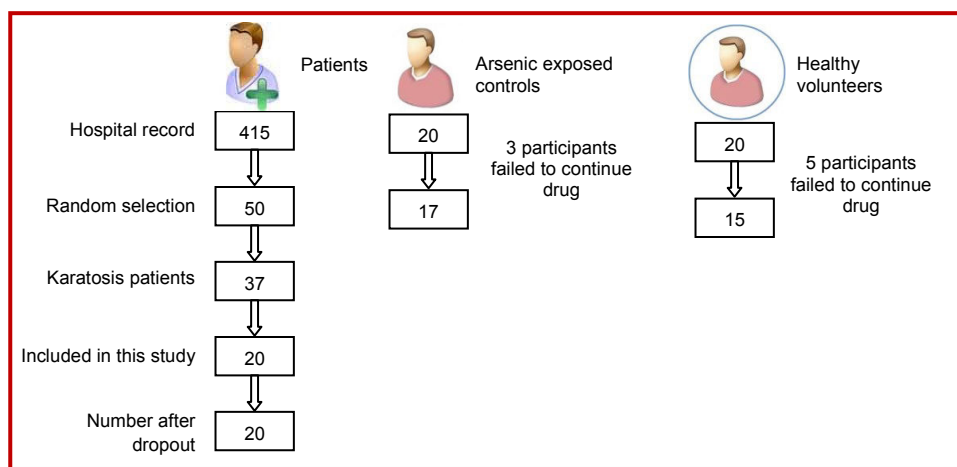 Patients
Hospital record
415
Random selection
50
Karatosis patients
37
Included in this study
20
Number after
dropout
20
Arsenic exposed
controls
20
3 participants
failed to continue
drug
17
Healthy
volunteers
20
5 participants
failed to continue
drug
15